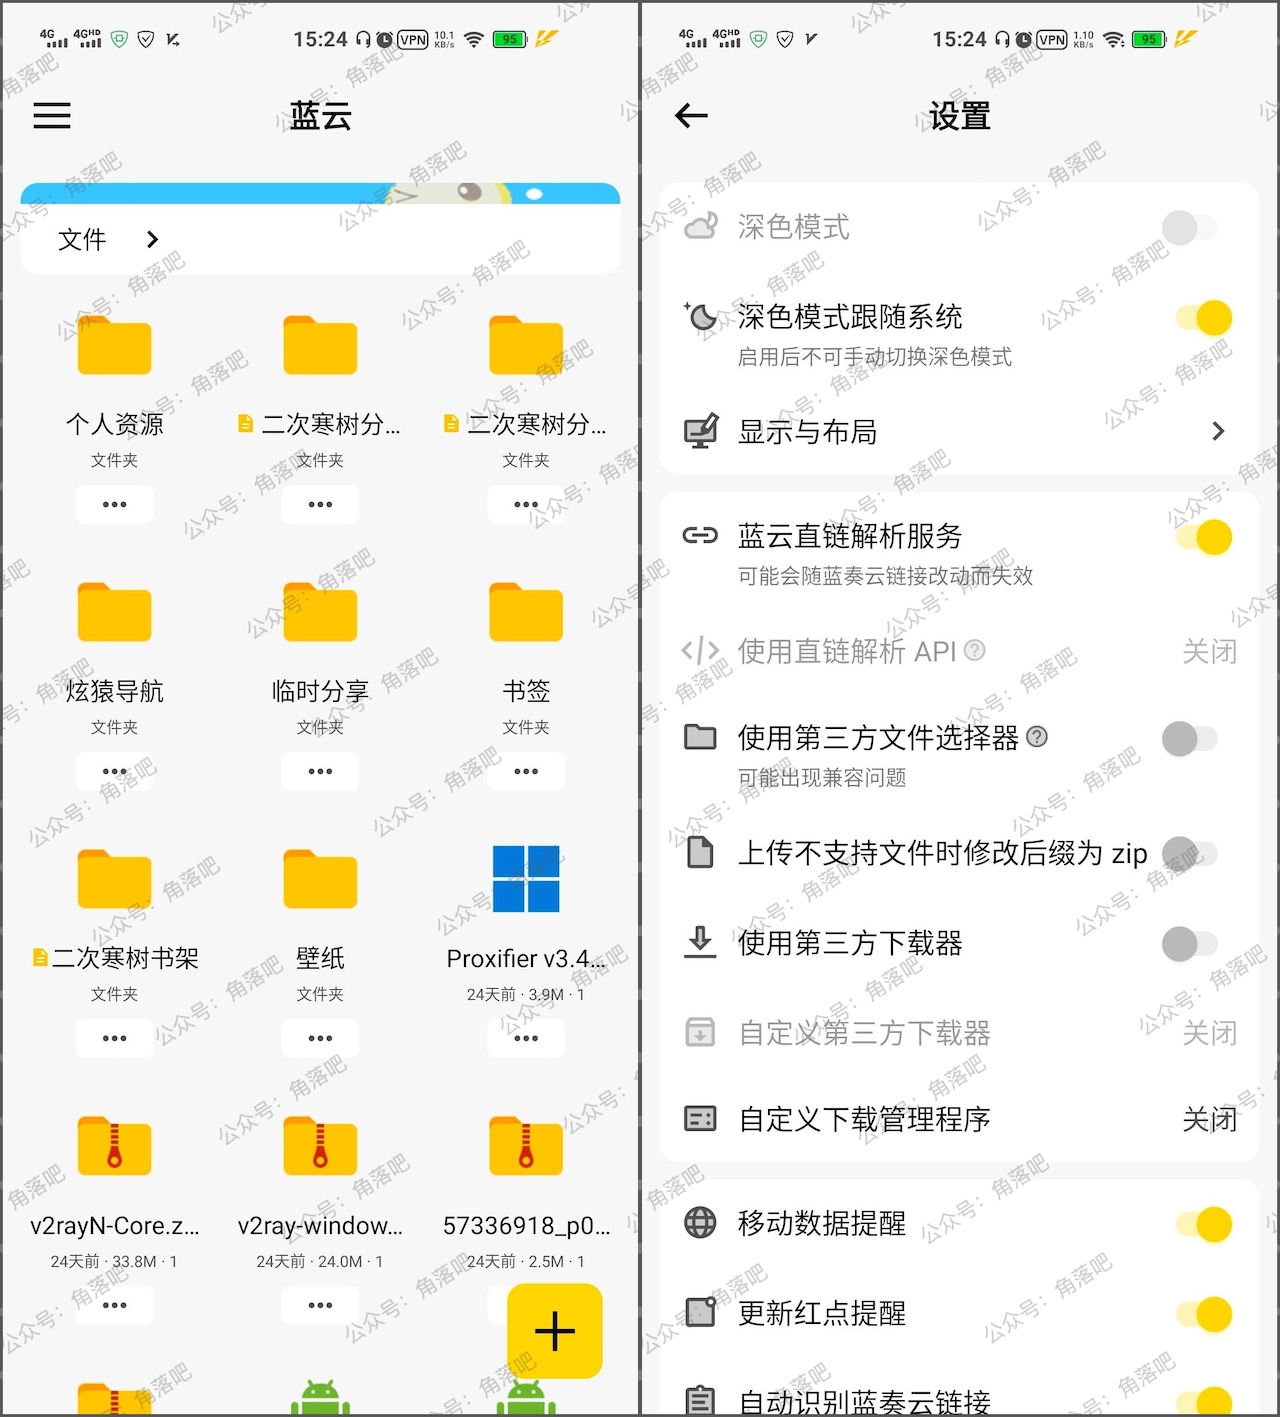 4G 4GHD 15:24 VPN 10.1 KB/s 95
蓝云
文件
个人资源
二次寒树分...
二次寒树分...
文件夹
文件夹
文件夹
炫猿导航
临时分享
书签
文件夹
文件夹
文件夹
二次寒树书架
壁纸
Proxifier v3.4...
文件夹
文件夹
24天前 · 3.9M · 1
v2rayN-Core.z...
v2ray-window...
57336918_p0...
24天前 · 33.8M · 1
24天前 · 24.0M · 1
24天前 · 2.5M · 1
4G 4GHD 15:24 VPN 1.10 KB/s 95
设置
深色模式
深色模式跟随系统
启用后不可手动切换深色模式
显示与布局
蓝云直链解析服务
可能会随蓝奏云链接改动而失效
使用直链解析 API ? 关闭
使用第三方文件选择器 ?
可能出现兼容问题
上传不支持文件时修改后缀为 zip
使用第三方下载器
自定义第三方下载器 关闭
自定义下载管理程序 关闭
移动数据提醒
更新红点提醒
自动识别蓝奏云链接
公众号：角落吧